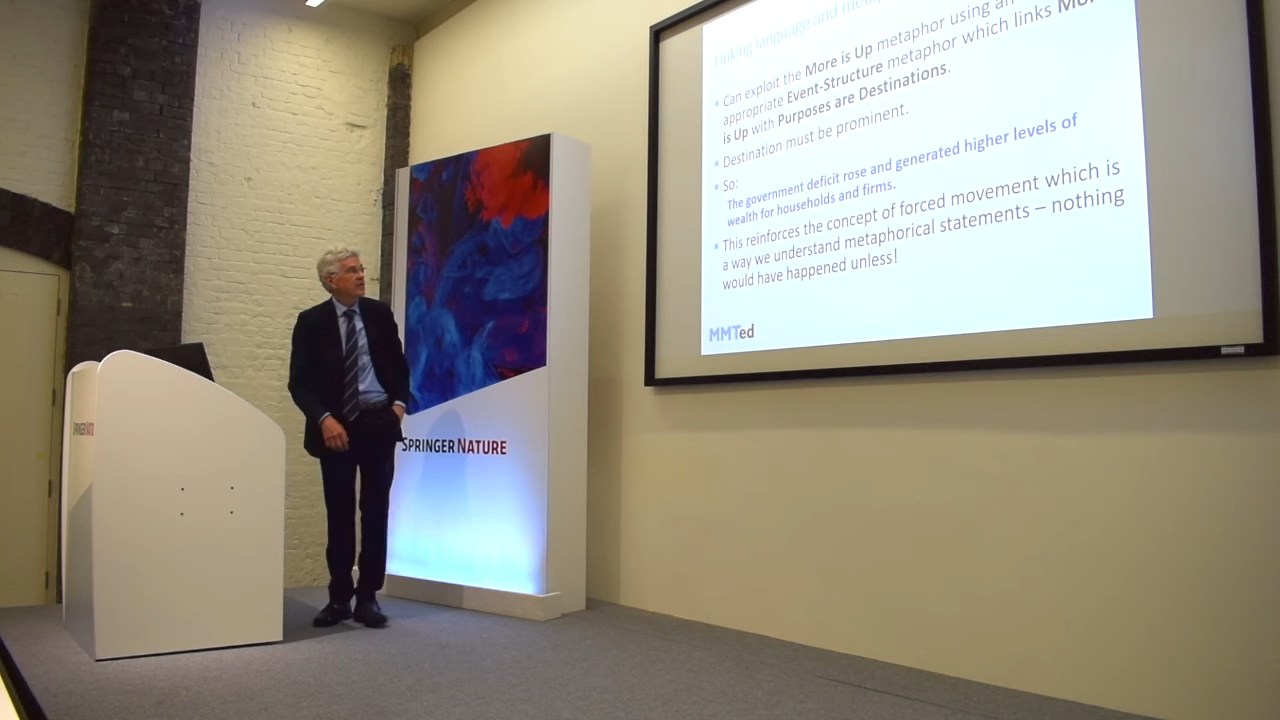 Linking language and
Can exploit the More is Up metaphor using an
appropriate Event-Structure metaphor which links
is Up with Purposes are Destinations.
Destination must be prominent.
So:
The government deficit rose and generated higher levels of
wealth for households and firms.
This reinforces the concept of forced movement which is
a way we understand metaphorical statements – nothing
would have happened unless!
MMTed
SPRINGER NATURE